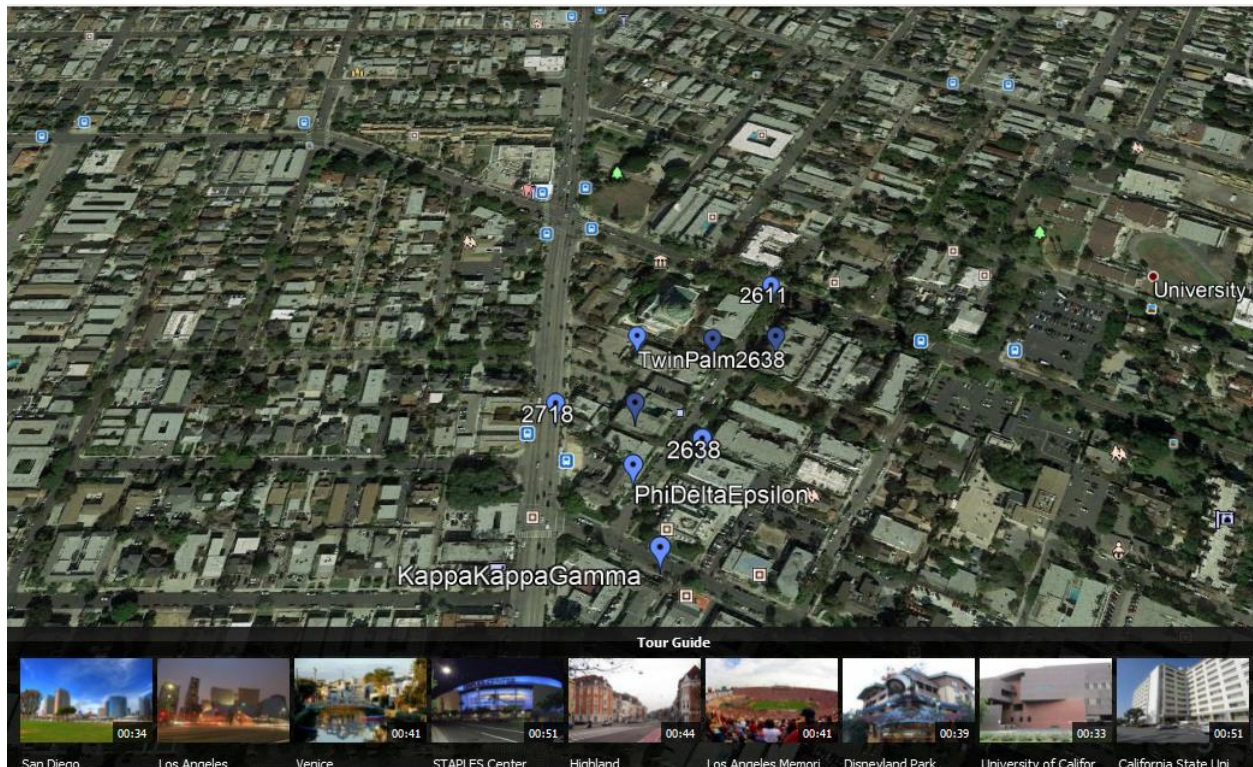 2611
University
TwinPalm2638
2718
2638
PhiDeltaEpsilon
KappaKappaGamma
Tour Guide
00:34
00:41
00:51
00:44
00:41
00:39
00:33
00:51
San Diego
Los Angeles
Venice
STAPLES Center
Highland
Los Angeles Memori
Disneyland Park
University of Califor
California State Uni